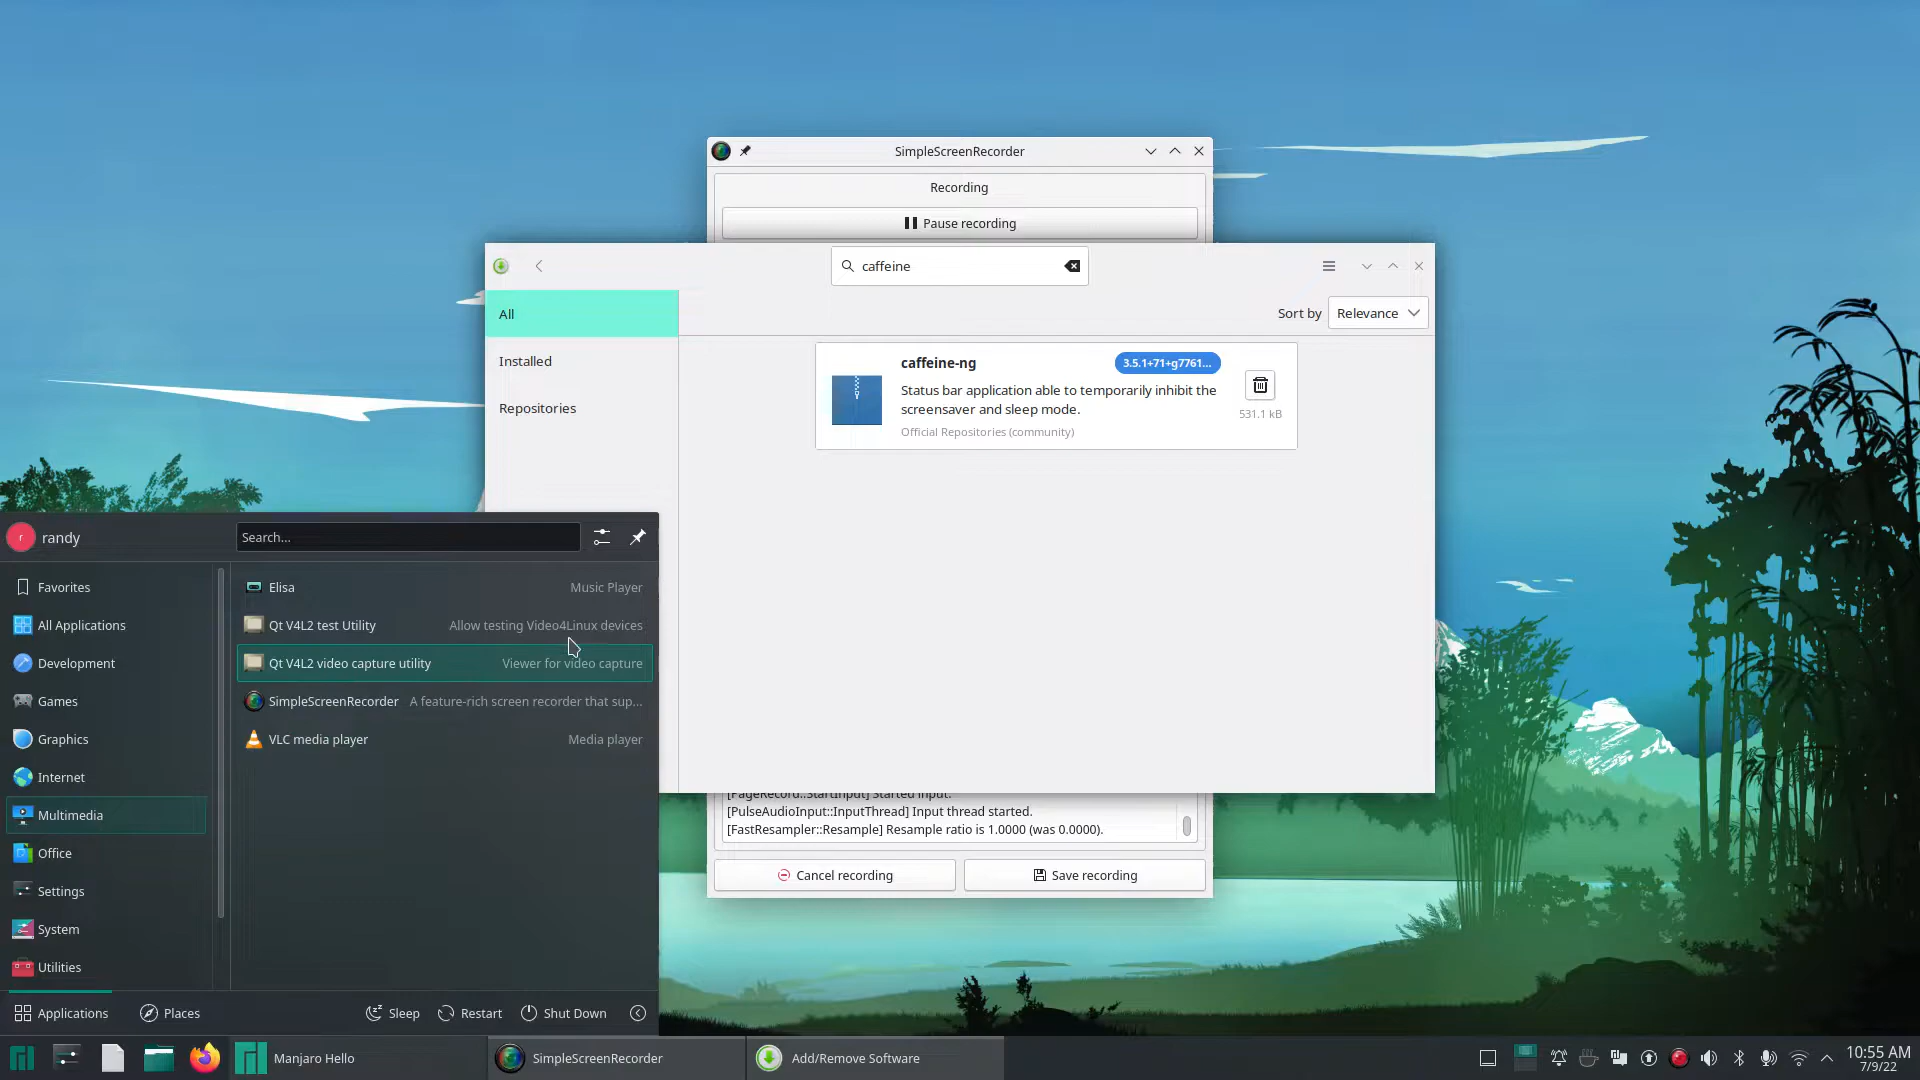 SimpleScreenRecorder
Recording
Pause recording
caffeine
All
Sort by
Relevance
Installed
Repositories
caffeine-ng
3.5.1+71+g7761...
Status bar application able to temporarily inhibit the
screensaver and sleep mode.
Official Repositories (community)
531.1 kB
[PageRecord::StartInput] Started input.
[PulseAudioInput::InputThread] Input thread started.
[FastResampler::Resample] Resample ratio is 1.0000 (was 0.0000).
Cancel recording
Save recording
r
randy
Search...
Favorites
All Applications
Development
Games
Graphics
Internet
Multimedia
Office
Settings
System
Utilities
Elisa
Music Player
Qt V4L2 test Utility
Allow testing Video4Linux devices
Qt V4L2 video capture utility
Viewer for video capture
SimpleScreenRecorder
A feature-rich screen recorder that sup...
VLC media player
Media player
Applications
Places
Sleep
Restart
Shut Down
Manjaro Hello
SimpleScreenRecorder
Add/Remove Software
10:55 AM
7/9/22